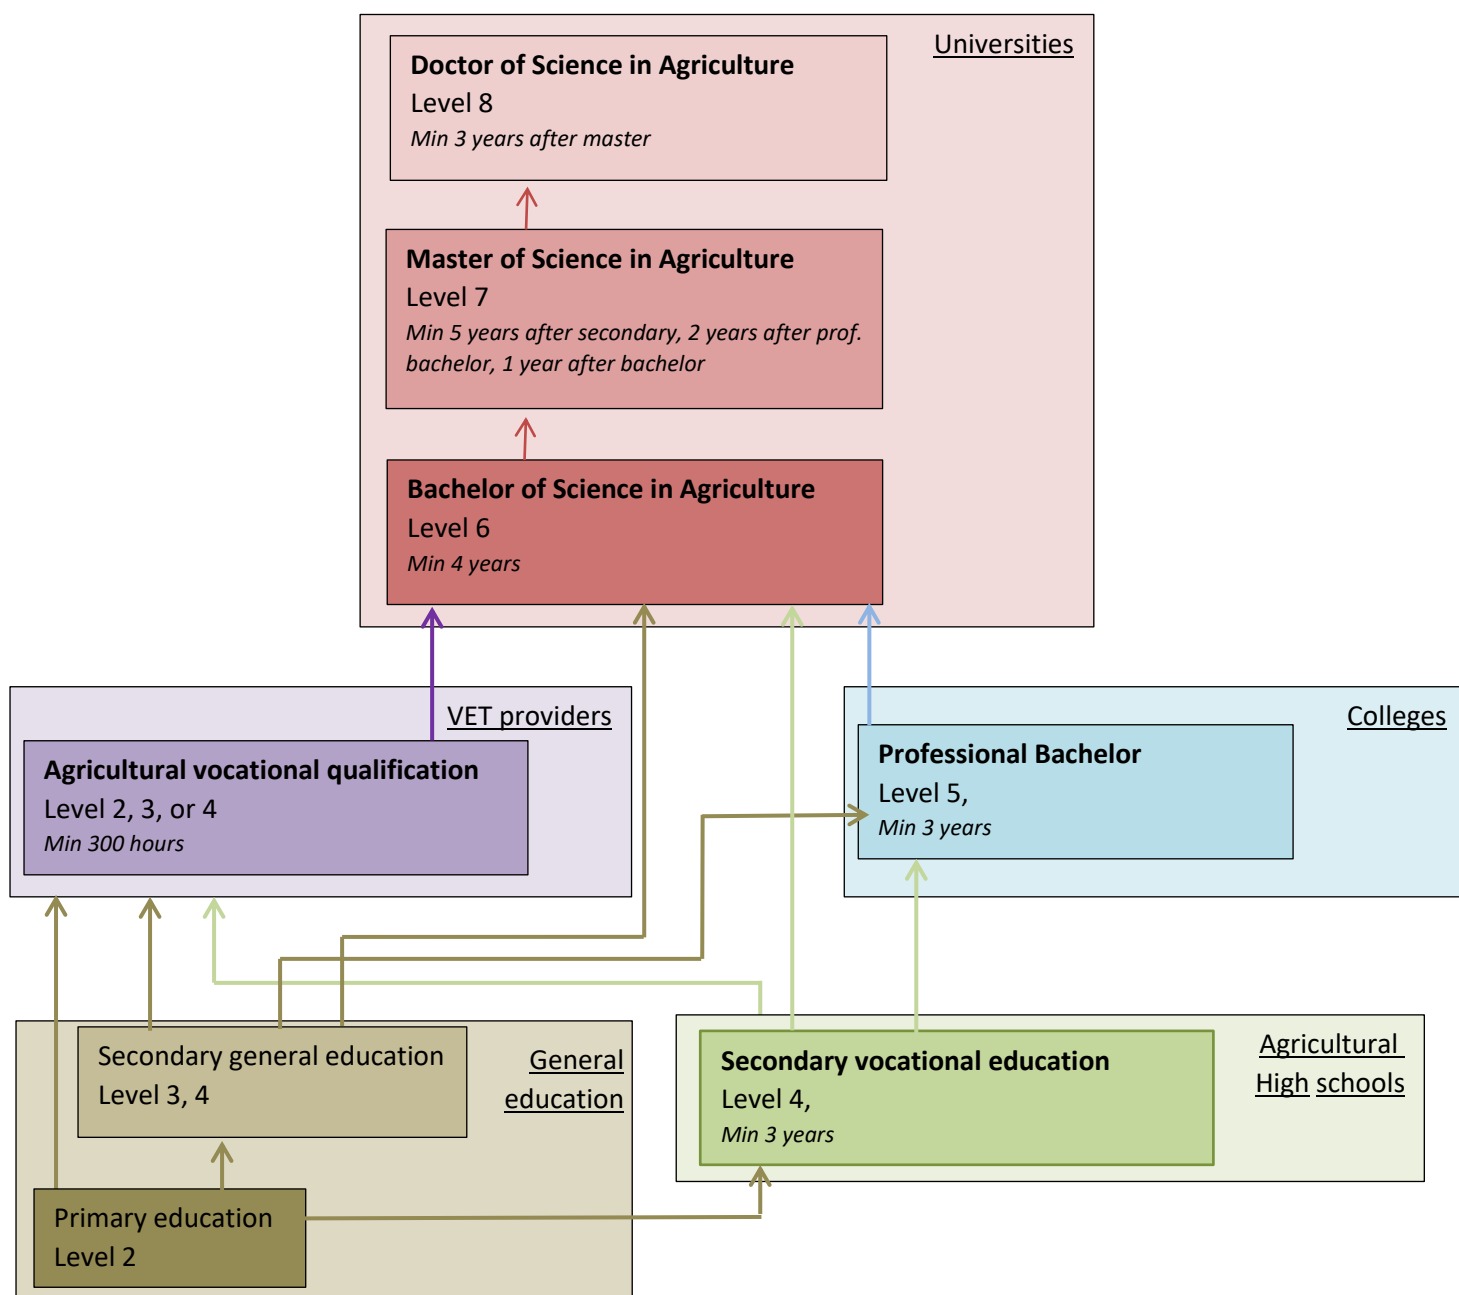 Universities
Doctor of Science in Agriculture
Level 8
Min 3 years after master
Master of Science in Agriculture
Level 7
Min 5 years after secondary, 2 years after prof.
bachelor, 1 year after bachelor
Bachelor of Science in Agriculture
Level 6
Min 4 years
VET providers
Agricultural vocational qualification
Level 2, 3, or 4
Min 300 hours
Colleges
Professional Bachelor
Level 5,
Min 3 years
General
education
Secondary general education
Level 3, 4
Primary education
Level 2
Agricultural
High schools
Secondary vocational education
Level 4,
Min 3 years